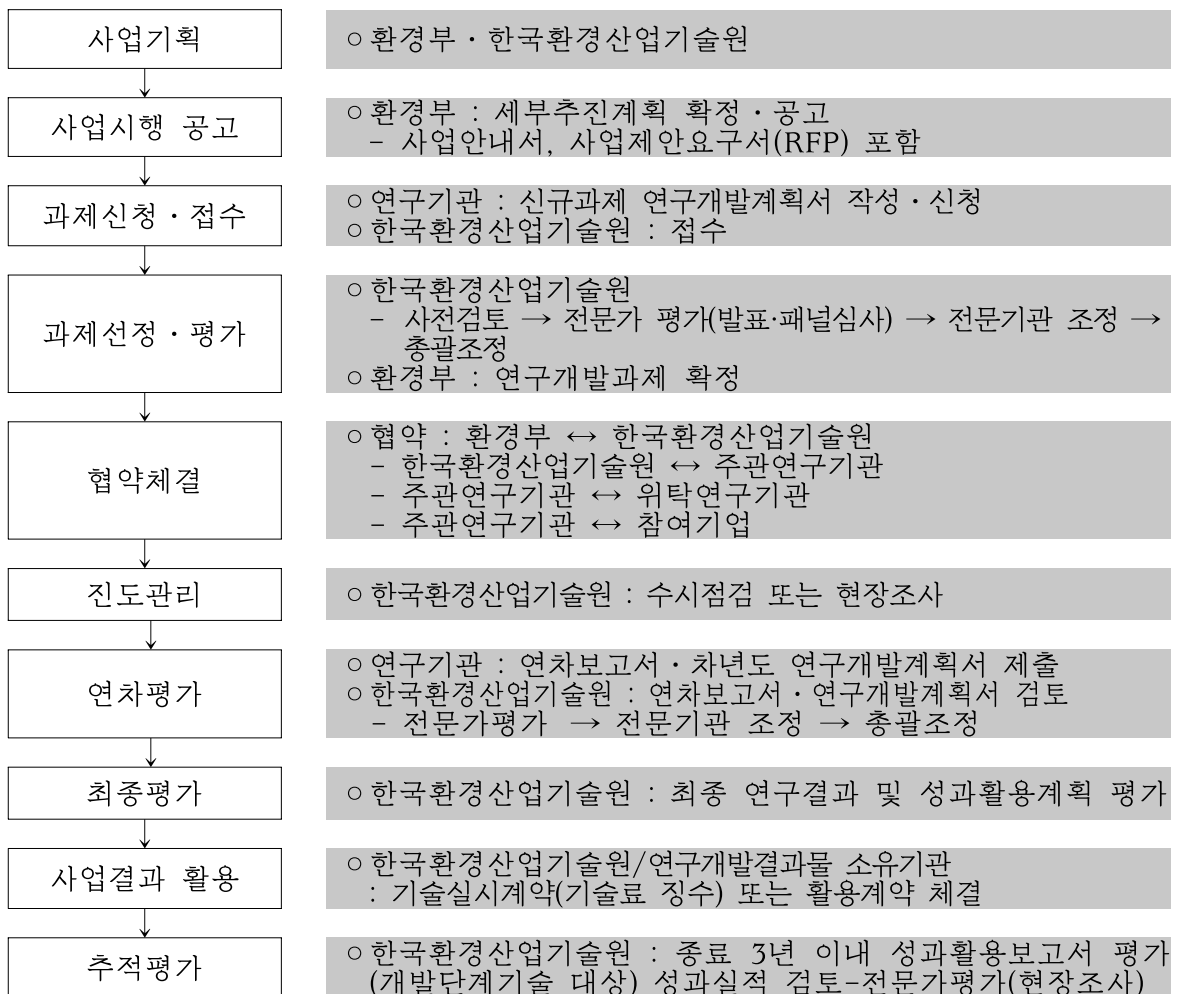 사업기획
○ 환경부・한국환경산업기술원
사업시행 공고
○ 환경부 : 세부추진계획 확정・공고
- 사업안내서, 사업제안요구서(RFP) 포함
과제신청・접수
○ 연구기관 : 신규과제 연구개발계획서 작성・신청
○ 한국환경산업기술원 : 접수
과제선정・평가
○ 한국환경산업기술원
- 사전검토 → 전문가 평가(발표·패널심사) → 전문기관 조정 →
총괄조정
○ 환경부 : 연구개발과제 확정
협약체결
○ 협약 : 환경부 ↔ 한국환경산업기술원
- 한국환경산업기술원 ↔ 주관연구기관
- 주관연구기관 ↔ 위탁연구기관
- 주관연구기관 ↔ 참여기업
진도관리
○ 한국환경산업기술원 : 수시점검 또는 현장조사
연차평가
○ 연구기관 : 연차보고서・차년도 연구개발계획서 제출
○ 한국환경산업기술원 : 연차보고서・연구개발계획서 검토
- 전문가평가 → 전문기관 조정 → 총괄조정
최종평가
○ 한국환경산업기술원 : 최종 연구결과 및 성과활용계획 평가
사업결과 활용
○ 한국환경산업기술원/연구개발결과물 소유기관
: 기술실시계약(기술료 징수) 또는 활용계약 체결
추적평가
○ 한국환경산업기술원 : 종료 3년 이내 성과활용보고서 평가
(개발단계기술 대상) 성과실적 검토-전문가평가(현장조사)